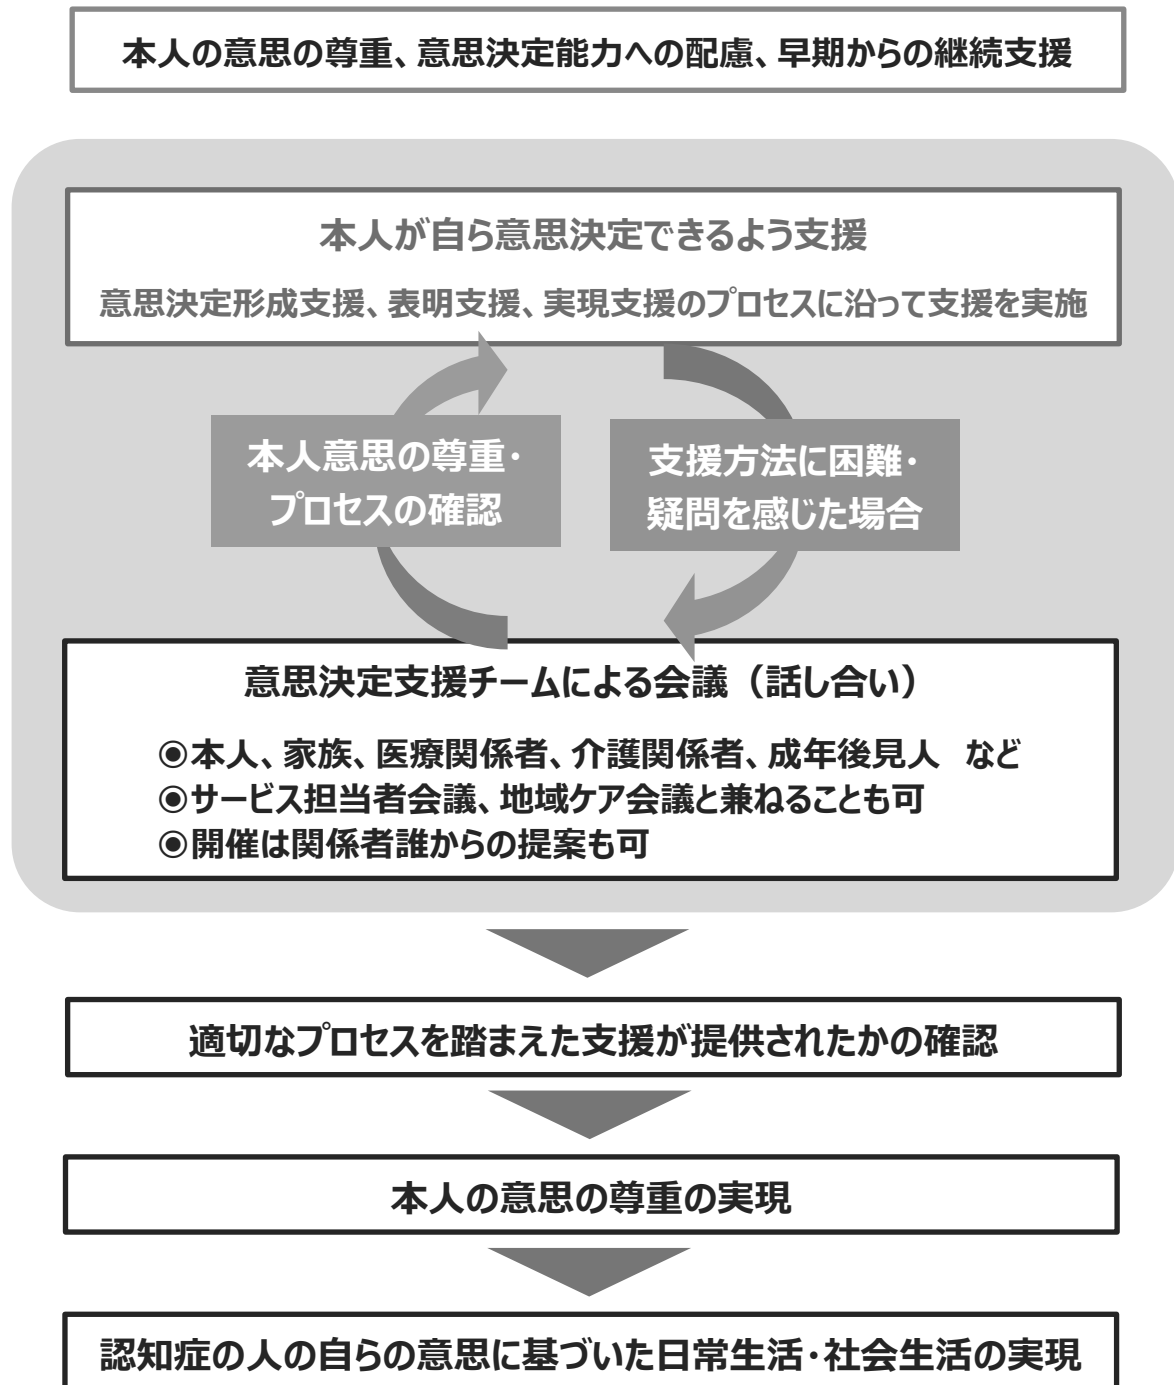 本人の意思の尊重、意思決定能力への配慮、早期からの継続支援
本人が自ら意思決定できるよう支援
意思決定形成支援、表明支援、実現支援のプロセスに沿って支援を実施
本人意思の尊重・
プロセスの確認
支援方法に困難・
疑問を感じた場合
意思決定支援チームによる会議（話し合い）
◉本人、家族、医療関係者、介護関係者、成年後見人　など
◉サービス担当者会議、地域ケア会議と兼ねることも可
◉開催は関係者誰からの提案も可
適切なプロセスを踏まえた支援が提供されたかの確認
本人の意思の尊重の実現
認知症の人の自らの意思に基づいた日常生活・社会生活の実現